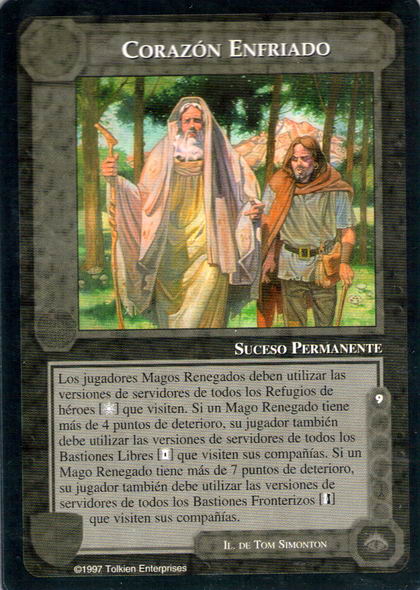 CORAZÓN ENFRIADO
SUCESO PERMANENTE
Los jugadores Magos Renegados deben utilizar las
versiones de servidores de todos los Refugios de
héroes [ ] que visiten. Si un Mago Renegado tiene
más de 4 puntos de deterioro, su jugador también
debe utilizar las versiones de servidores de todos los
Bastiones Libres [ ] que visiten sus compañías. Si un
Mago Renegado tiene más de 7 puntos de deterioro,
su jugador también debe utilizar las versiones de
servidores de todos los Bastiones Fronterizos [ ]
que visiten sus compañías.
9
IL. DE TOM SIMONTON
©1997 Tolkien Enterprises